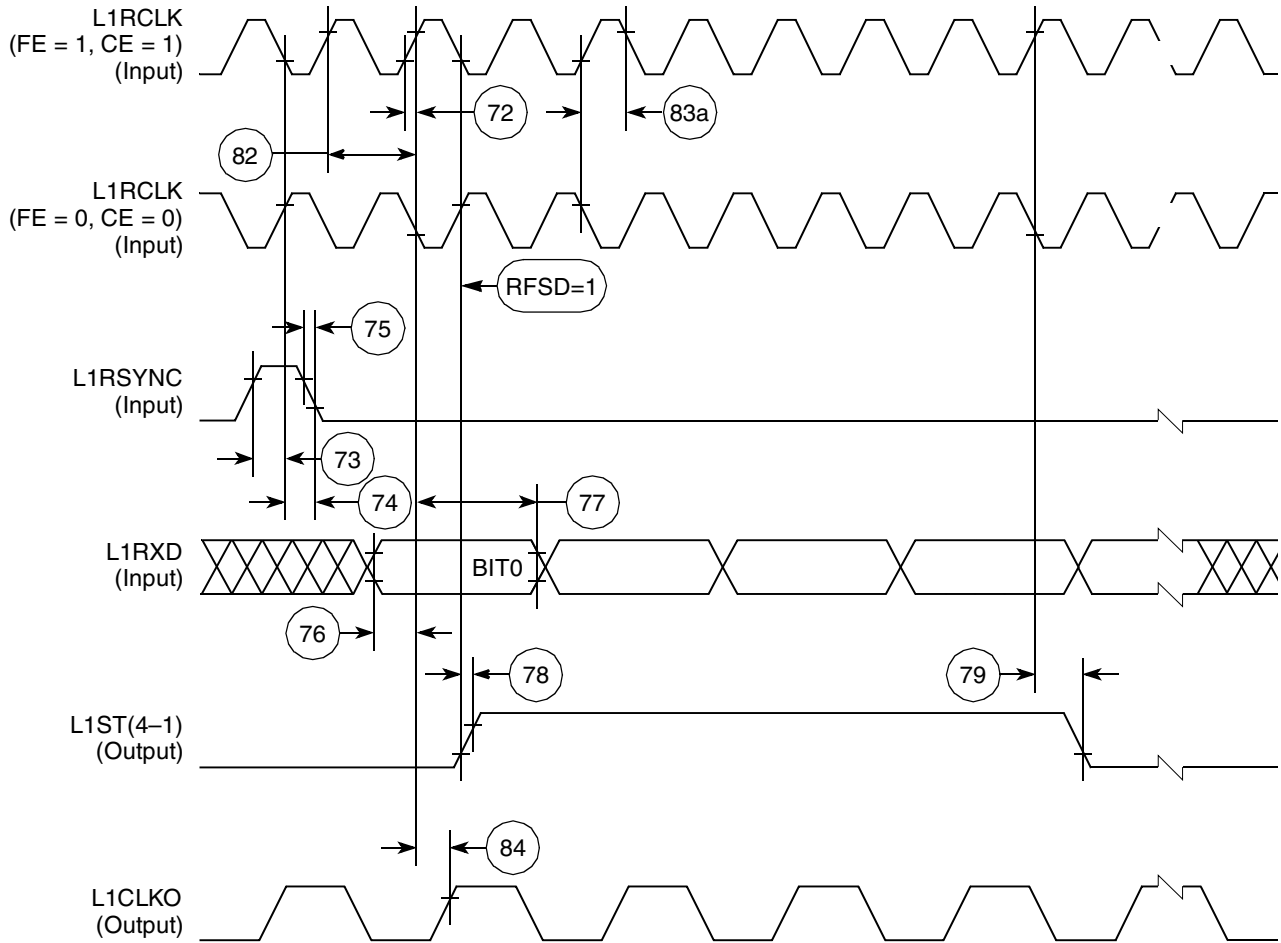 L1RCLK
(FE = 1, CE = 1)
(Input)
72
83a
82
L1RCLK
(FE = 0, CE = 0)
(Input)
RFSD=1
75
L1RSYNC
(Input)
73
74
77
L1RXD
(Input)
BIT0
76
78
79
L1ST(4–1)
(Output)
84
L1CLKO
(Output)